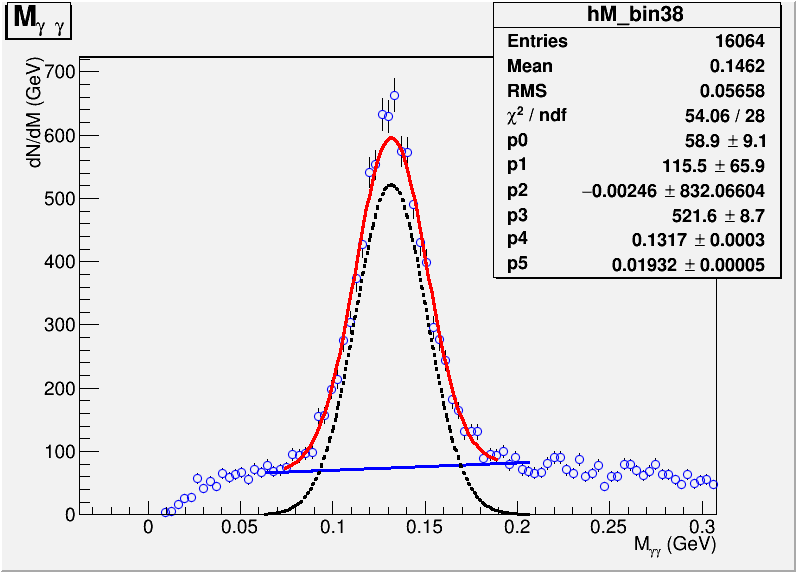 M γ γ
hM_bin38
Entries 16064
Mean 0.1462
RMS 0.05658
χ² / ndf 54.06 / 28
p0 58.9 ± 9.1
p1 115.5 ± 65.9
p2 −0.00246 ± 832.06604
p3 521.6 ± 8.7
p4 0.1317 ± 0.0003
p5 0.01932 ± 0.00005
dN/dM (GeV)
700
600
500
400
300
200
100
0
0 0.05 0.1 0.15 0.2 0.25 0.3
Mγγ (GeV)